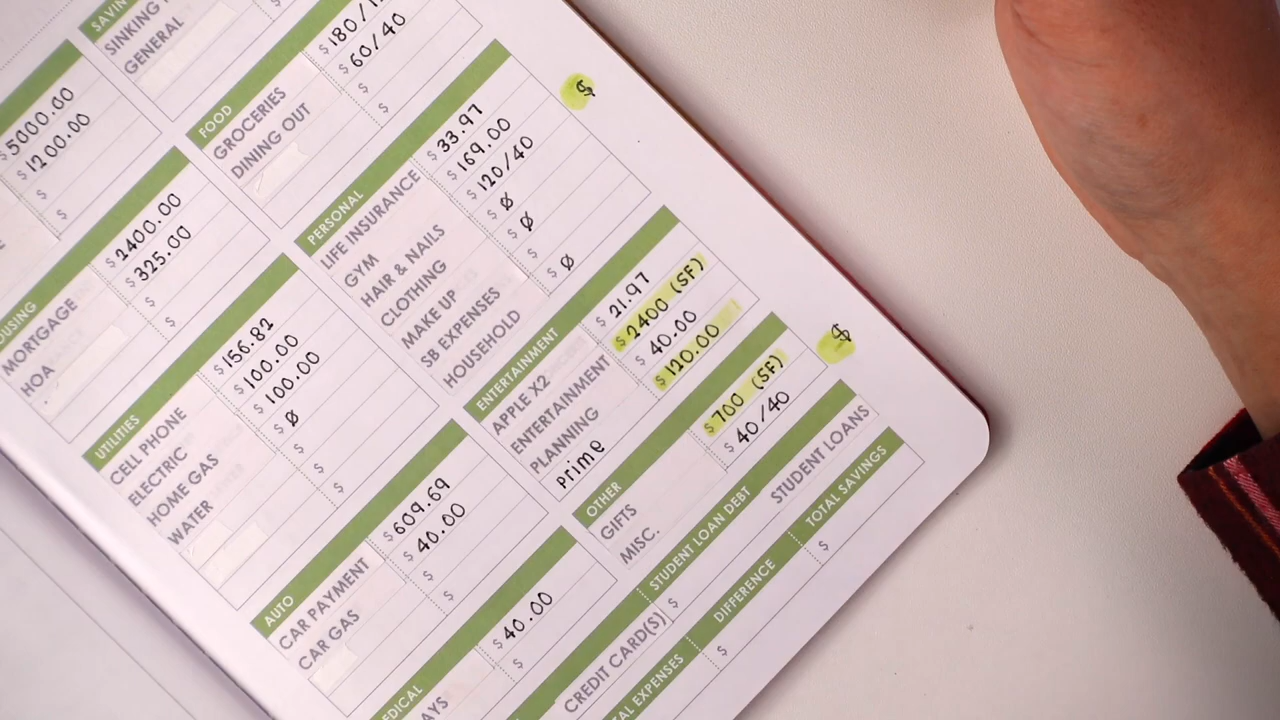 SINKING
GENERAL
$5000.00
$1200.00
$
$
FOOD
GROCERIES $180/
DINING OUT $60/40
$
$
HOUSING
MORTGAGE $2400.00
HOA $325.00
$
$
PERSONAL
LIFE INSURANCE $33.97
GYM $169.00
HAIR & NAILS $120/40
CLOTHING $Ø
MAKE UP $Ø
SB EXPENSES $
HOUSEHOLD $Ø
$
UTILITIES
CELL PHONE $156.82
ELECTRIC $100.00
HOME GAS $100.00
WATER $Ø
$
$
ENTERTAINMENT
APPLE X2 $21.97
ENTERTAINMENT $2400 (SF)
PLANNING $40.00
prime $120.00
AUTO
CAR PAYMENT $609.69
CAR GAS $40.00
$
$
OTHER
GIFTS $700 (SF)
MISC. $40/40
$
$40.00
$
STUDENT LOAN DEBT
CREDIT CARD(S) $
STUDENT LOANS
EXPENSES
DIFFERENCE
TOTAL SAVINGS
$
$